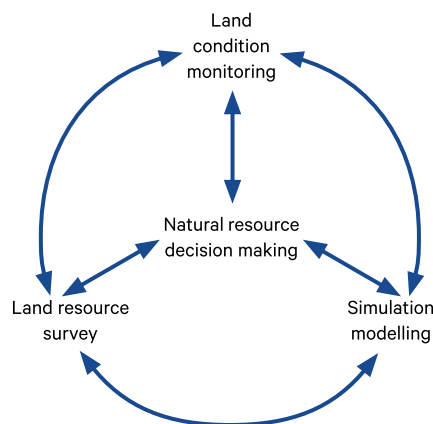 Land
condition
monitoring
Natural resource
decision making
Land resource
survey
Simulation
modelling